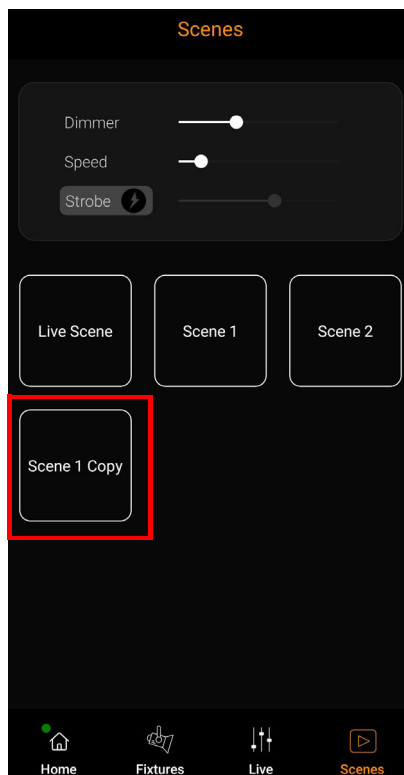 Scenes
Dimmer
Speed
Strobe
Live Scene
Scene 1
Scene 2
Scene 1 Copy
Home
Fixtures
Live
Scenes